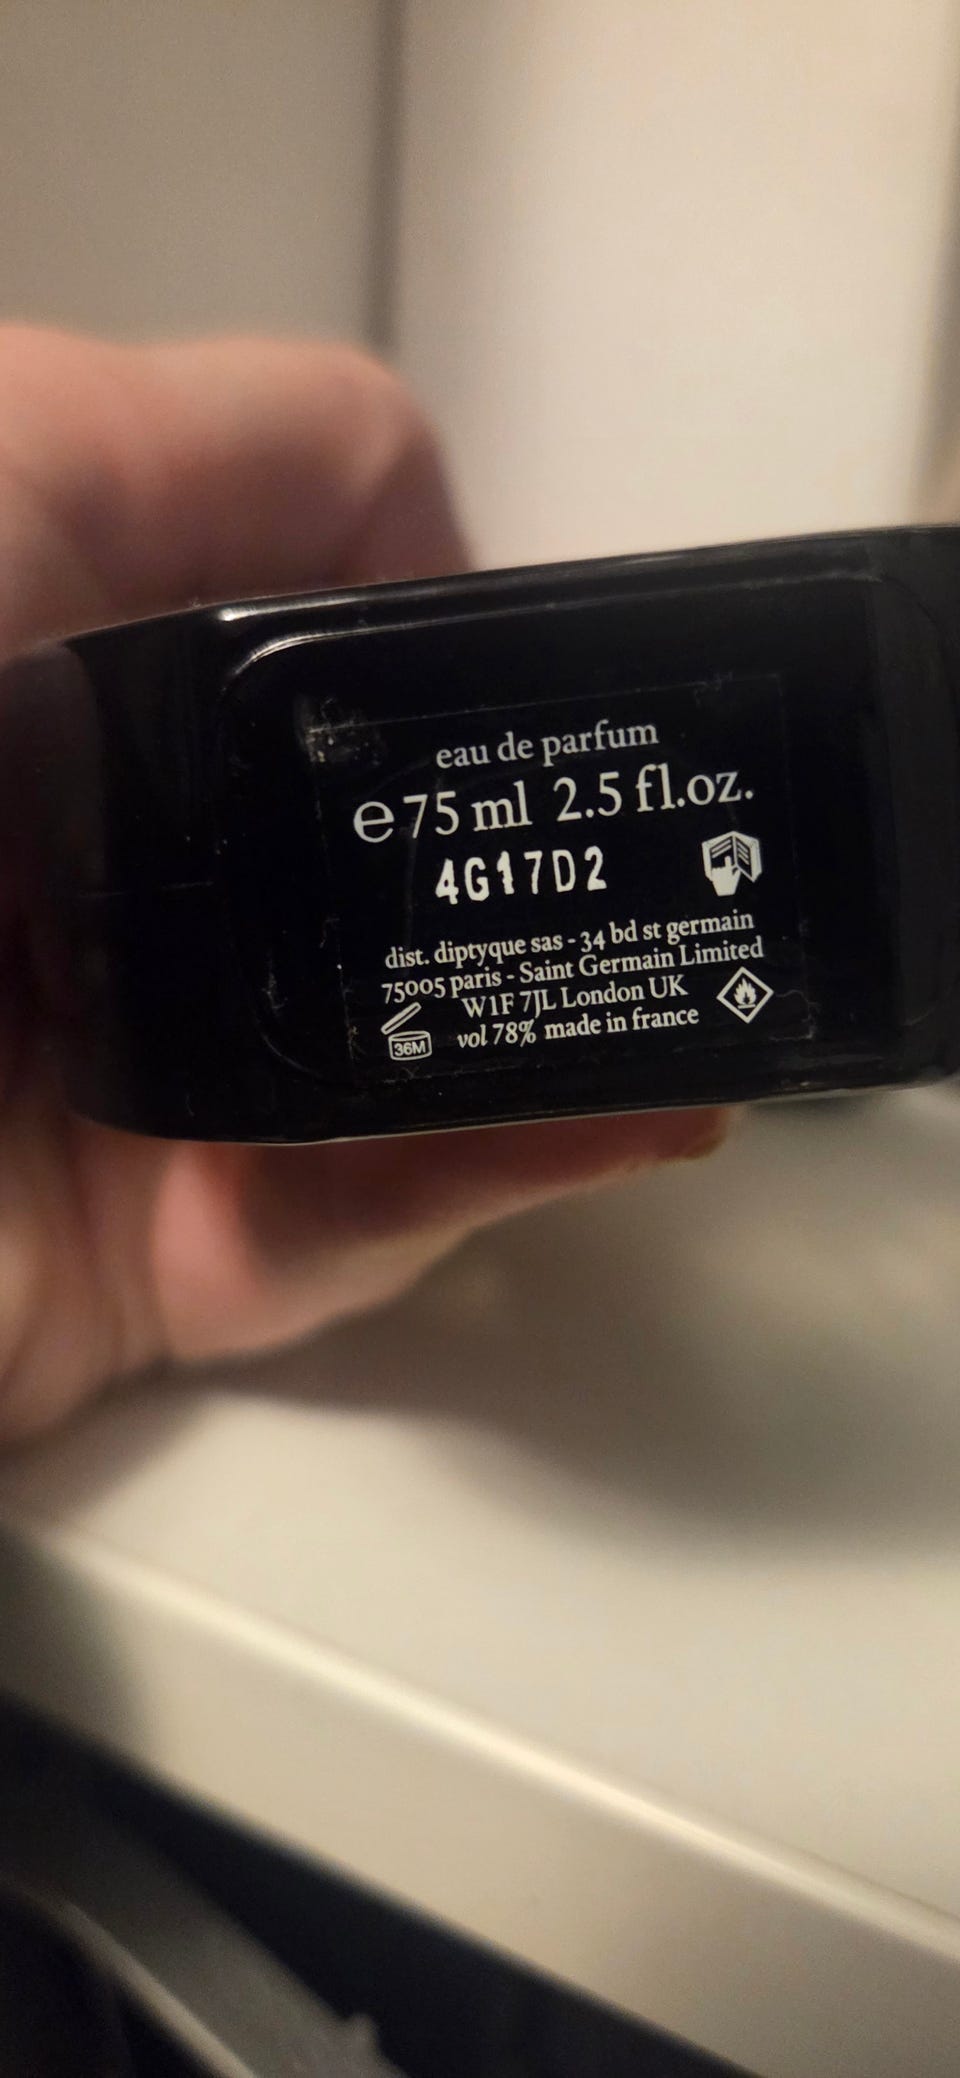 eau de parfum
e 75 ml 2.5 fl.oz.
4G17D2
dist. diptyque sas - 34 bd st germain
75005 paris - Saint Germain Limited
W1F 7JL London UK
36M vol 78% made in france